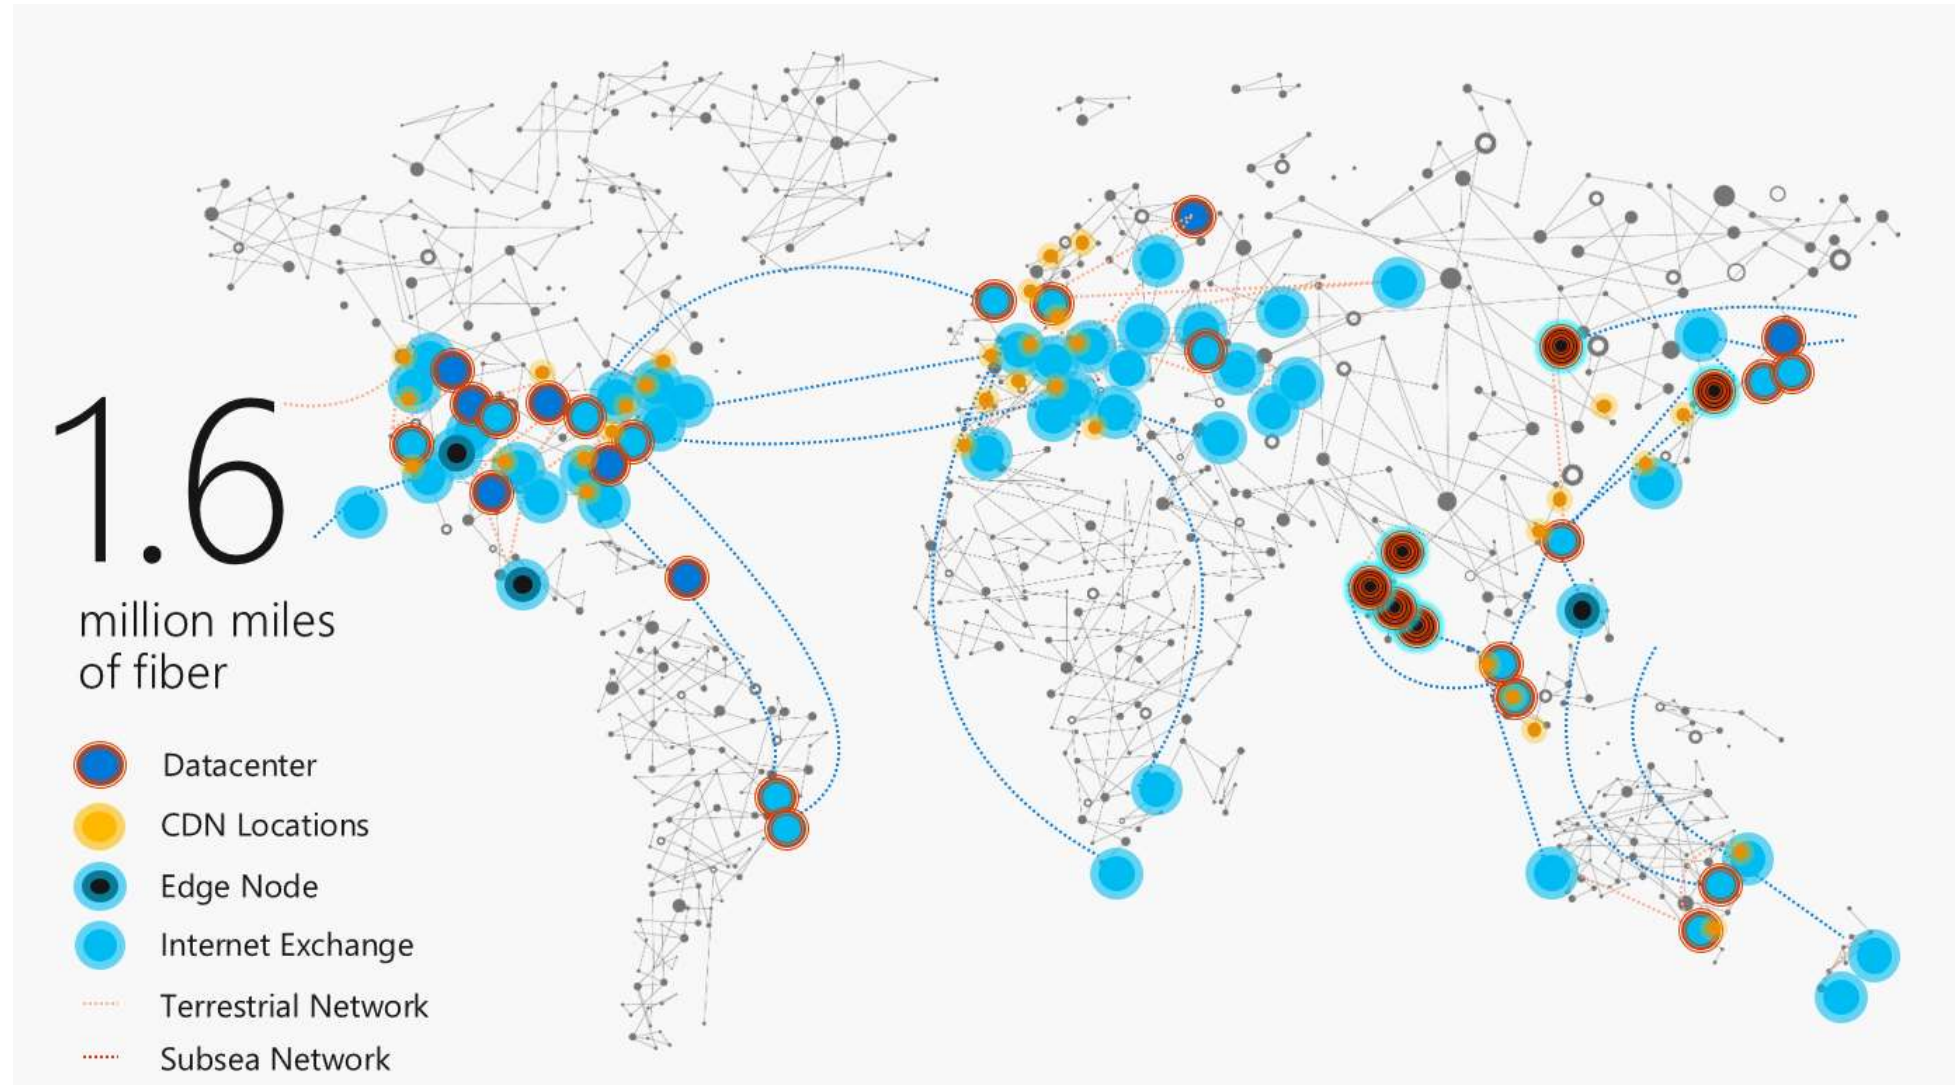 1.6
million miles
of fiber
Datacenter
CDN Locations
Edge Node
Internet Exchange
Terrestrial Network
Subsea Network